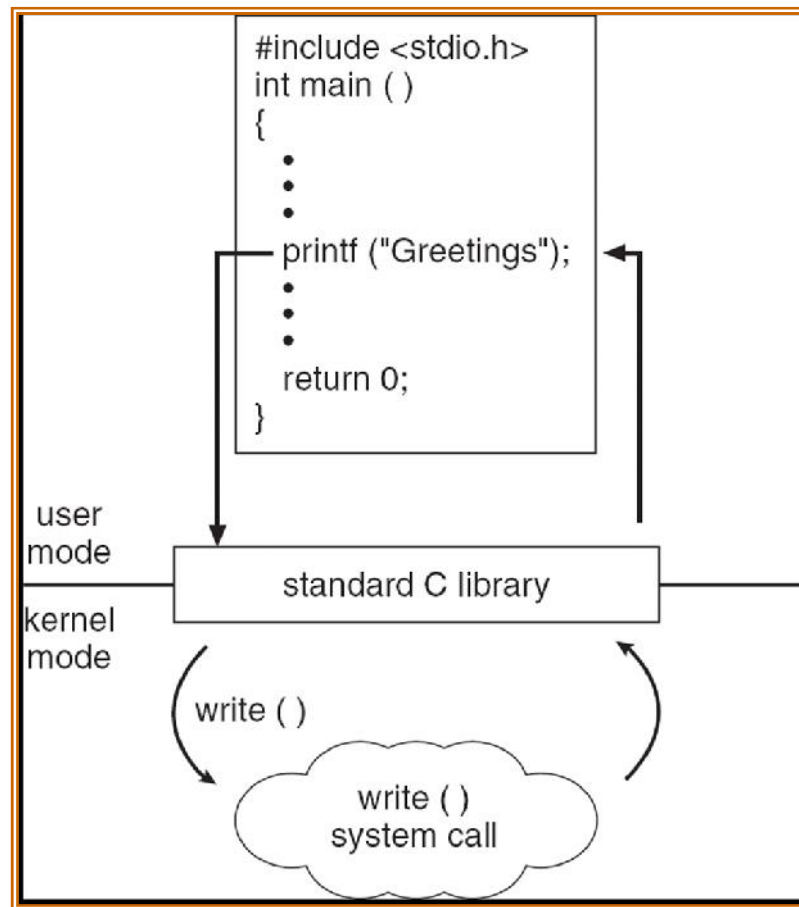 #include <stdio.h>
int main ( )
{
•
•
•
printf ("Greetings");
•
•
•
return 0;
}
user
mode
standard C library
kernel
mode
write ( )
write ( )
system call